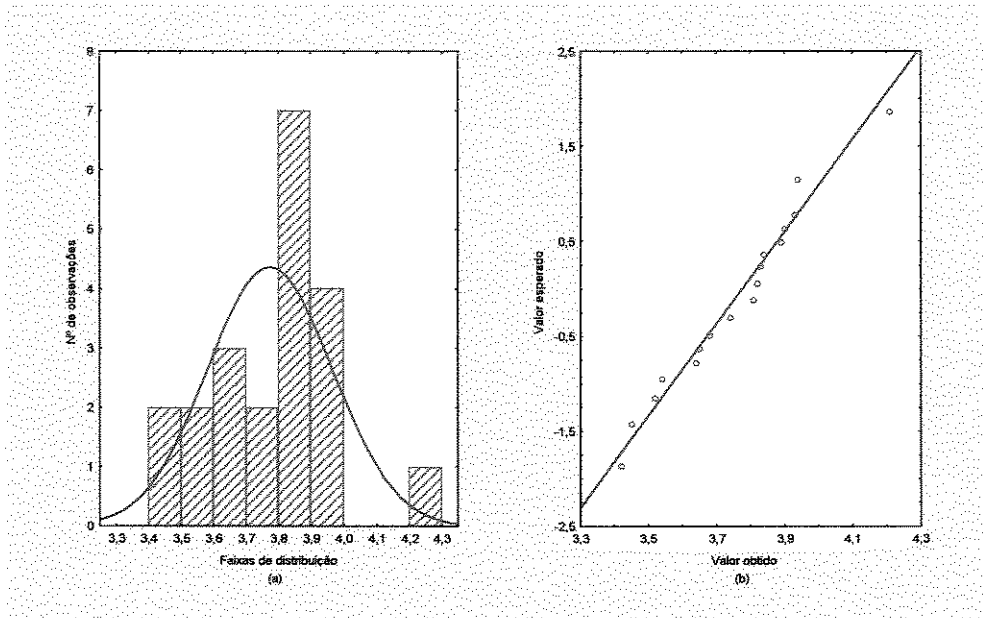 8
7
6
5
4
3
2
1
0
Nº de observações
3,3 3,4 3,5 3,6 3,7 3,8 3,9 4,0 4,1 4,2 4,3
Faixas de distribuição
(a)
2,5
1,5
0,5
-0,5
-1,5
-2,5
Valor esperado
3,3 3,5 3,7 3,9 4,1 4,3
Valor obtido
(b)